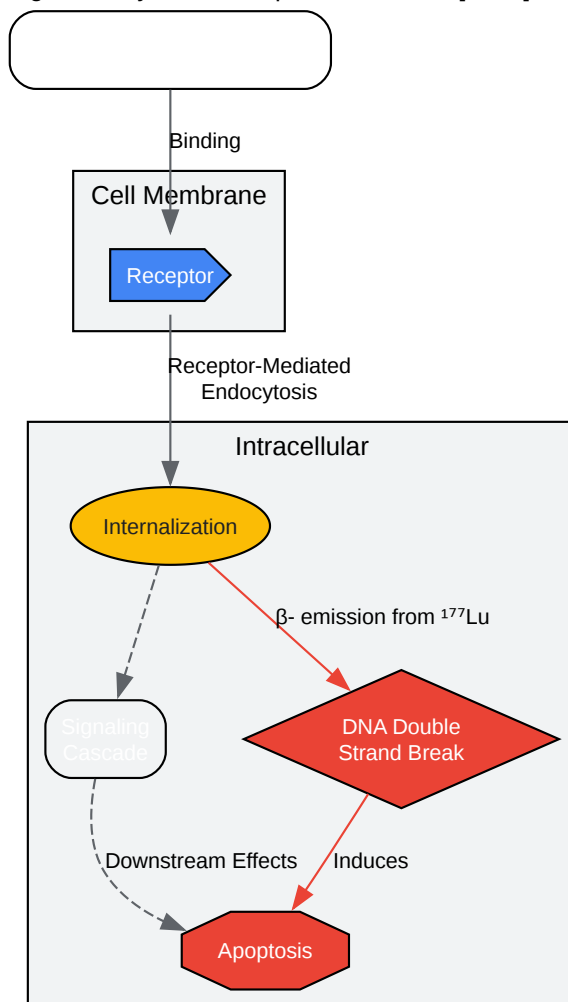 Binding
Cell Membrane
Receptor
Receptor-Mediated
Endocytosis
Intracellular
Internalization
β- emission from ¹⁷⁷Lu
Signaling
Cascade
DNA Double
Strand Break
Downstream Effects
Induces
Apoptosis